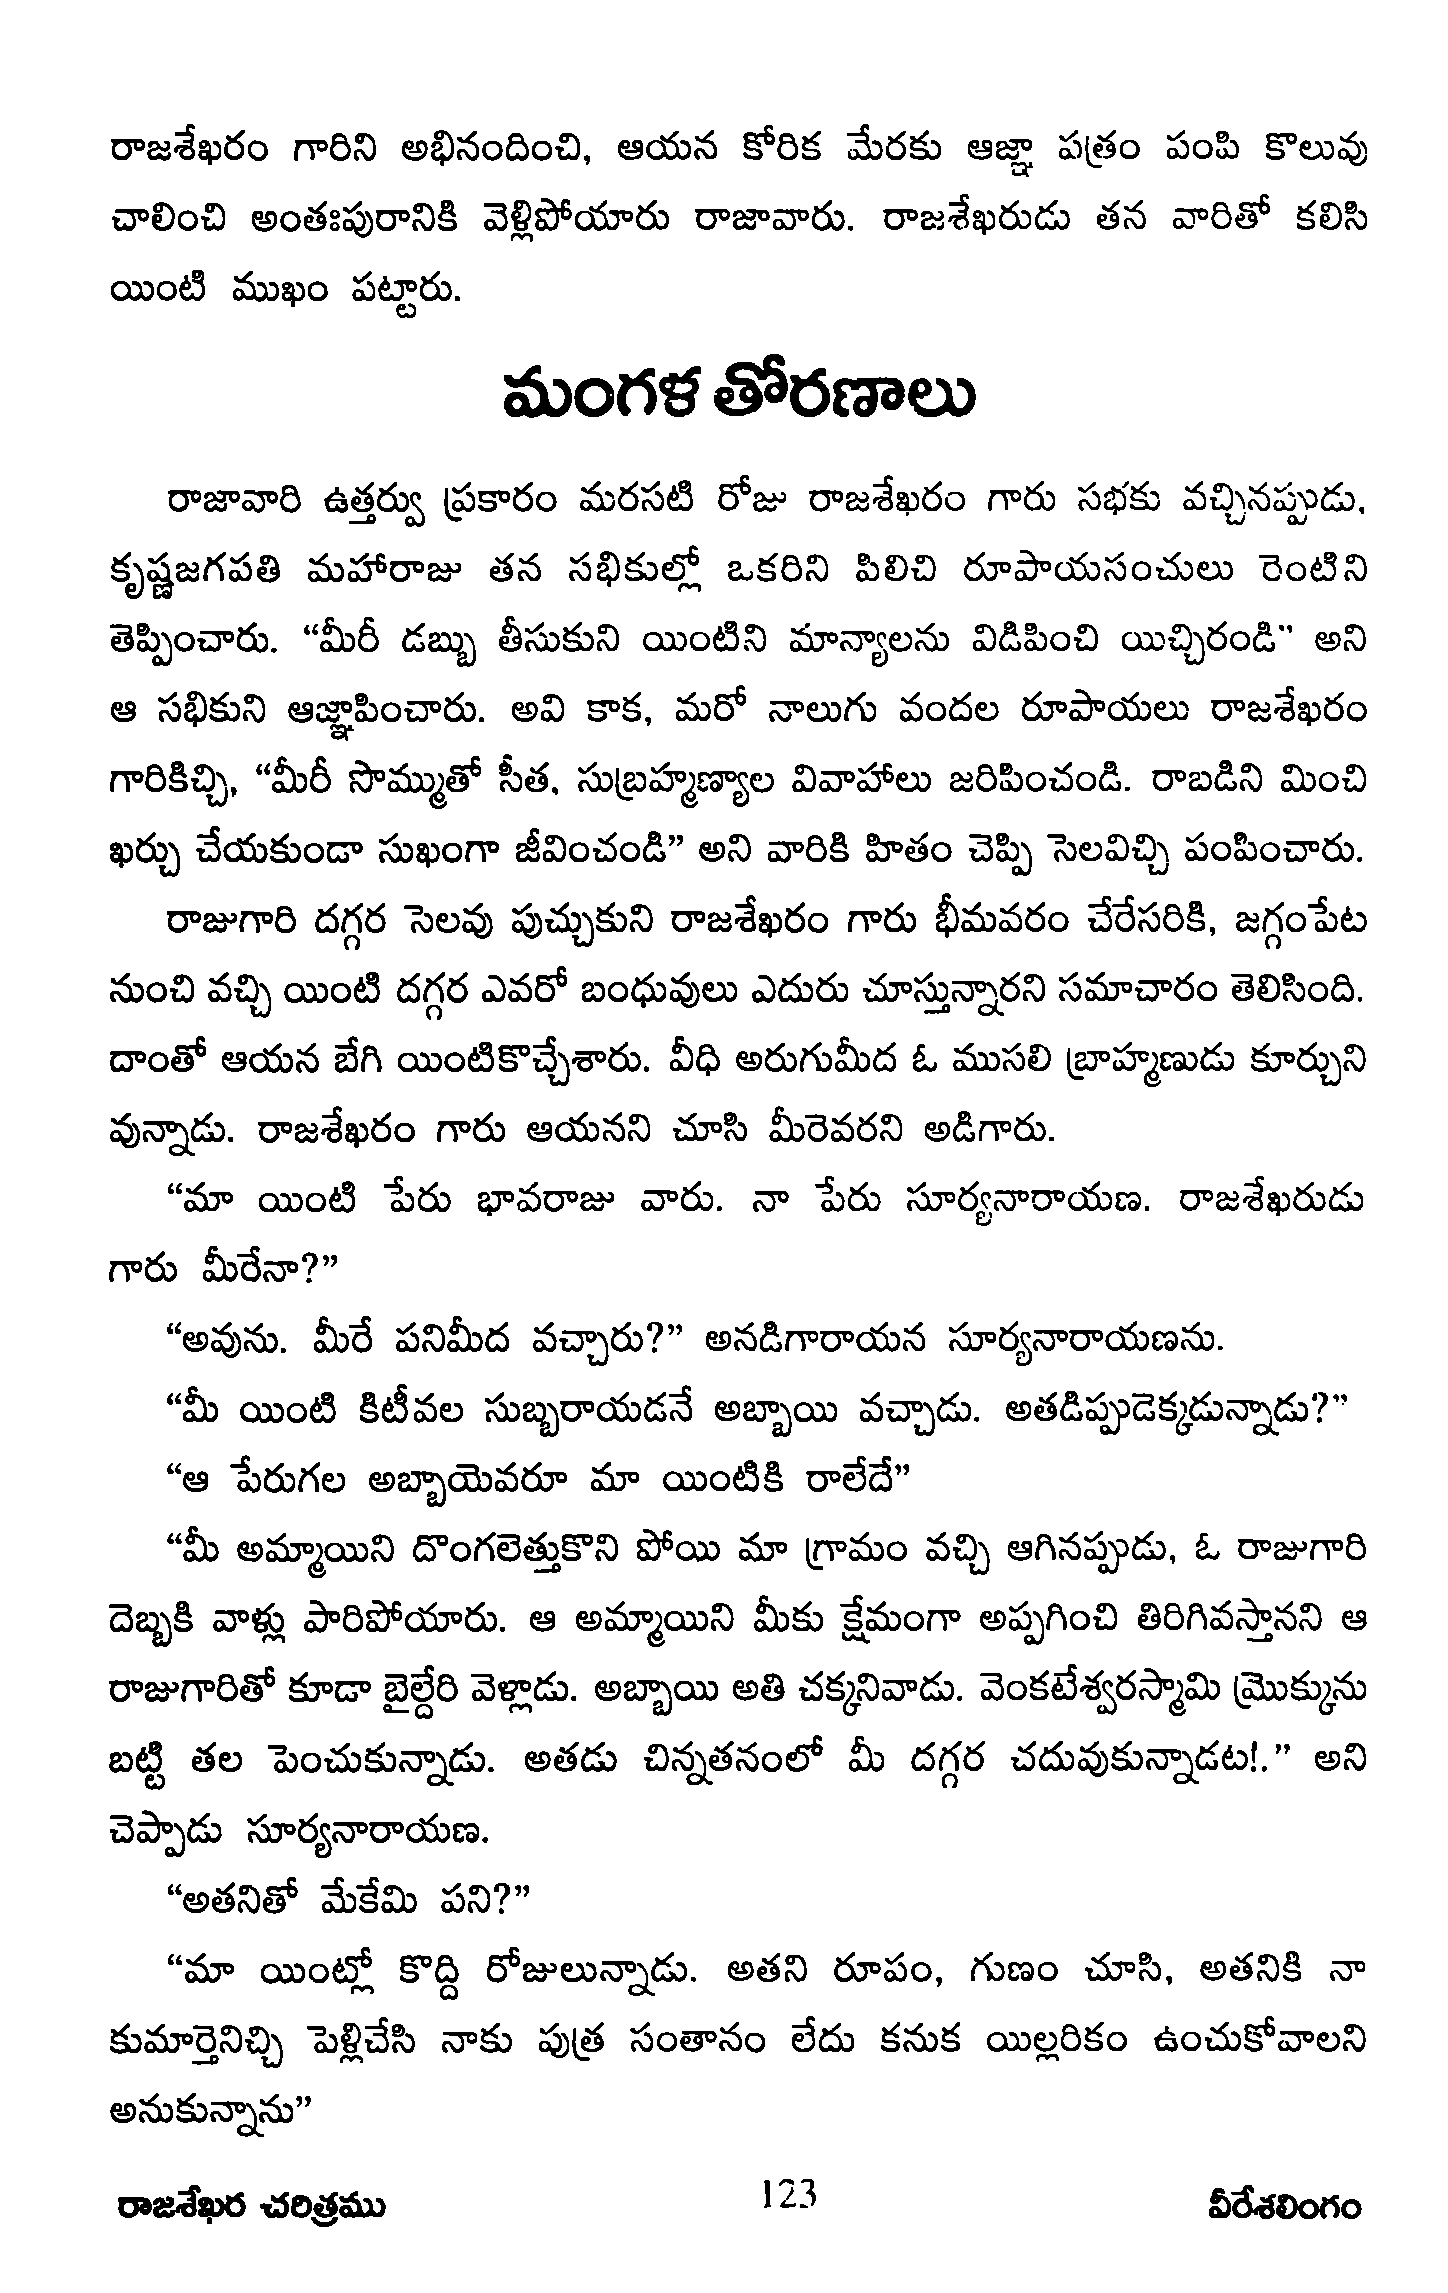 రాజశేఖరం గారిని అభినందించి, ఆయన కోరిక మేరకు ఆజ్ఞా పత్రం పంపి కొలువు
చాలించి అంతఃపురానికి వెళ్లిపోయారు రాజావారు. రాజశేఖరుడు తన వారితో కలిసి
యింటి ముఖం పట్టారు.
మంగళ తోరణాలు
రాజావారి ఉత్తర్వు ప్రకారం మరసటి రోజు రాజశేఖరం గారు సభకు వచ్చినప్పుడు,
కృష్ణజగపతి మహారాజు తన సభికుల్లో ఒకరిని పిలిచి రూపాయసంచులు రెంటిని
తెప్పించారు. “మీరీ డబ్బు తీసుకుని యింటిని మాన్యాలను విడిపించి యిచ్చిరండి” అని
ఆ సభికుని ఆజ్ఞాపించారు. అవి కాక, మరో నాలుగు వందల రూపాయలు రాజశేఖరం
గారికిచ్చి, “మీరీ సొమ్ముతో సీత, సుబ్రహ్మణ్యాల వివాహాలు జరిపించండి. రాబడిని మించి
ఖర్చు చేయకుండా సుఖంగా జీవించండి” అని వారికి హితం చెప్పి సెలవిచ్చి పంపించారు.
రాజుగారి దగ్గర సెలవు పుచ్చుకుని రాజశేఖరం గారు భీమవరం చేరేసరికి, జగ్గంపేట
నుంచి వచ్చి యింటి దగ్గర ఎవరో బంధువులు ఎదురు చూస్తున్నారని సమాచారం తెలిసింది.
దాంతో ఆయన బేగి యింటికొచ్చేశారు. వీధి అరుగుమీద ఓ ముసలి బ్రాహ్మణుడు కూర్చుని
వున్నాడు. రాజశేఖరం గారు ఆయనని చూసి మీరెవరని అడిగారు.
“మా యింటి పేరు భావరాజు వారు. నా పేరు సూర్యనారాయణ. రాజశేఖరుడు
గారు మీరేనా?”
“అవును. మీరే పనిమీద వచ్చారు?” అనడిగారాయన సూర్యనారాయణను.
“మీ యింటి కిటీవల సుబ్బరాయడనే అబ్బాయి వచ్చాడు. అతడిప్పుడెక్కడున్నాడు?”
“ఆ పేరుగల అబ్బాయెవరూ మా యింటికి రాలేదే”
“మీ అమ్మాయిని దొంగలెత్తుకొని పోయి మా గ్రామం వచ్చి ఆగినప్పుడు, ఓ రాజుగారి
దెబ్బకి వాళ్లు పారిపోయారు. ఆ అమ్మాయిని మీకు క్షేమంగా అప్పగించి తిరిగివస్తానని ఆ
రాజుగారితో కూడా బైల్దేరి వెళ్లాడు. అబ్బాయి అతి చక్కనివాడు. వెంకటేశ్వరస్వామి మ్రొక్కును
బట్టి తల పెంచుకున్నాడు. అతడు చిన్నతనంలో మీ దగ్గర చదువుకున్నాడట!.” అని
చెప్పాడు సూర్యనారాయణ.
“అతనితో మేకేమి పని?”
“మా యింట్లో కొద్ది రోజులున్నాడు. అతని రూపం, గుణం చూసి, అతనికి నా
కుమార్తెనిచ్చి పెళ్లిచేసి నాకు పుత్ర సంతానం లేదు కనుక యిల్లరికం ఉంచుకోవాలని
అనుకున్నాను”
రాజశేఖర చరిత్రము 123 వీరేశలింగం